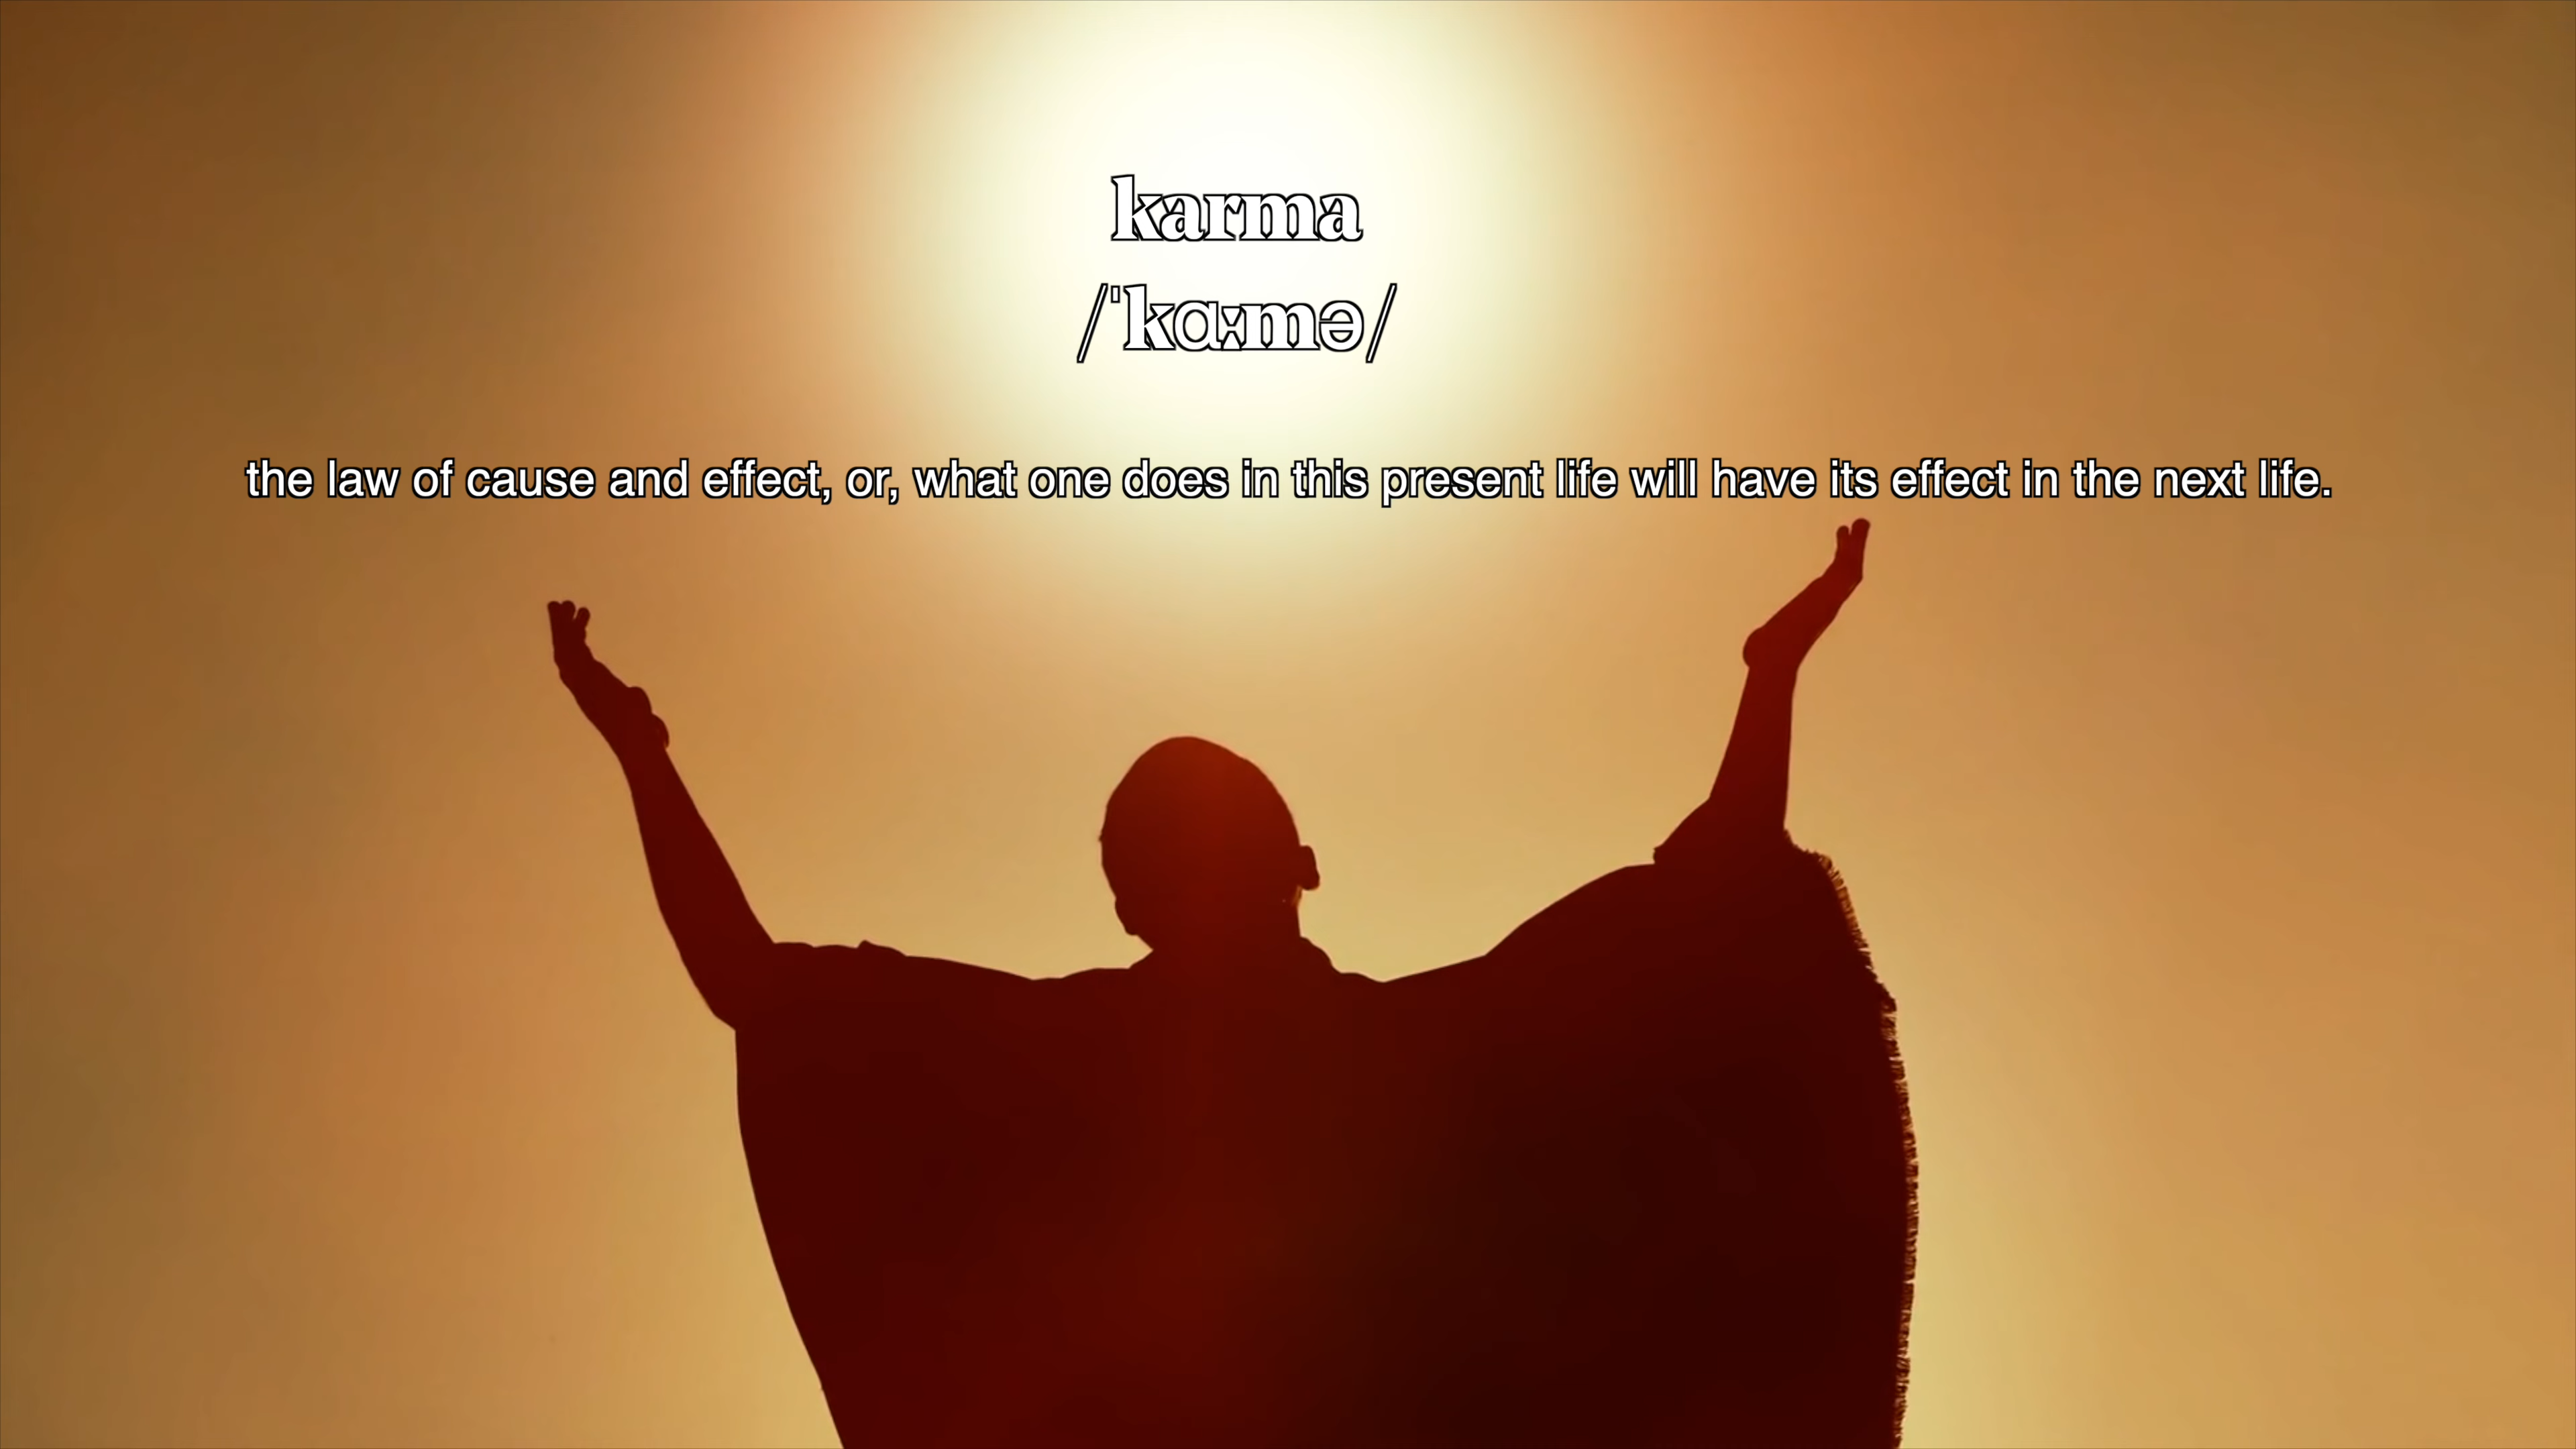 karma
/ˈkɑːmə/
the law of cause and effect, or, what one does in this present life will have its effect in the next life.